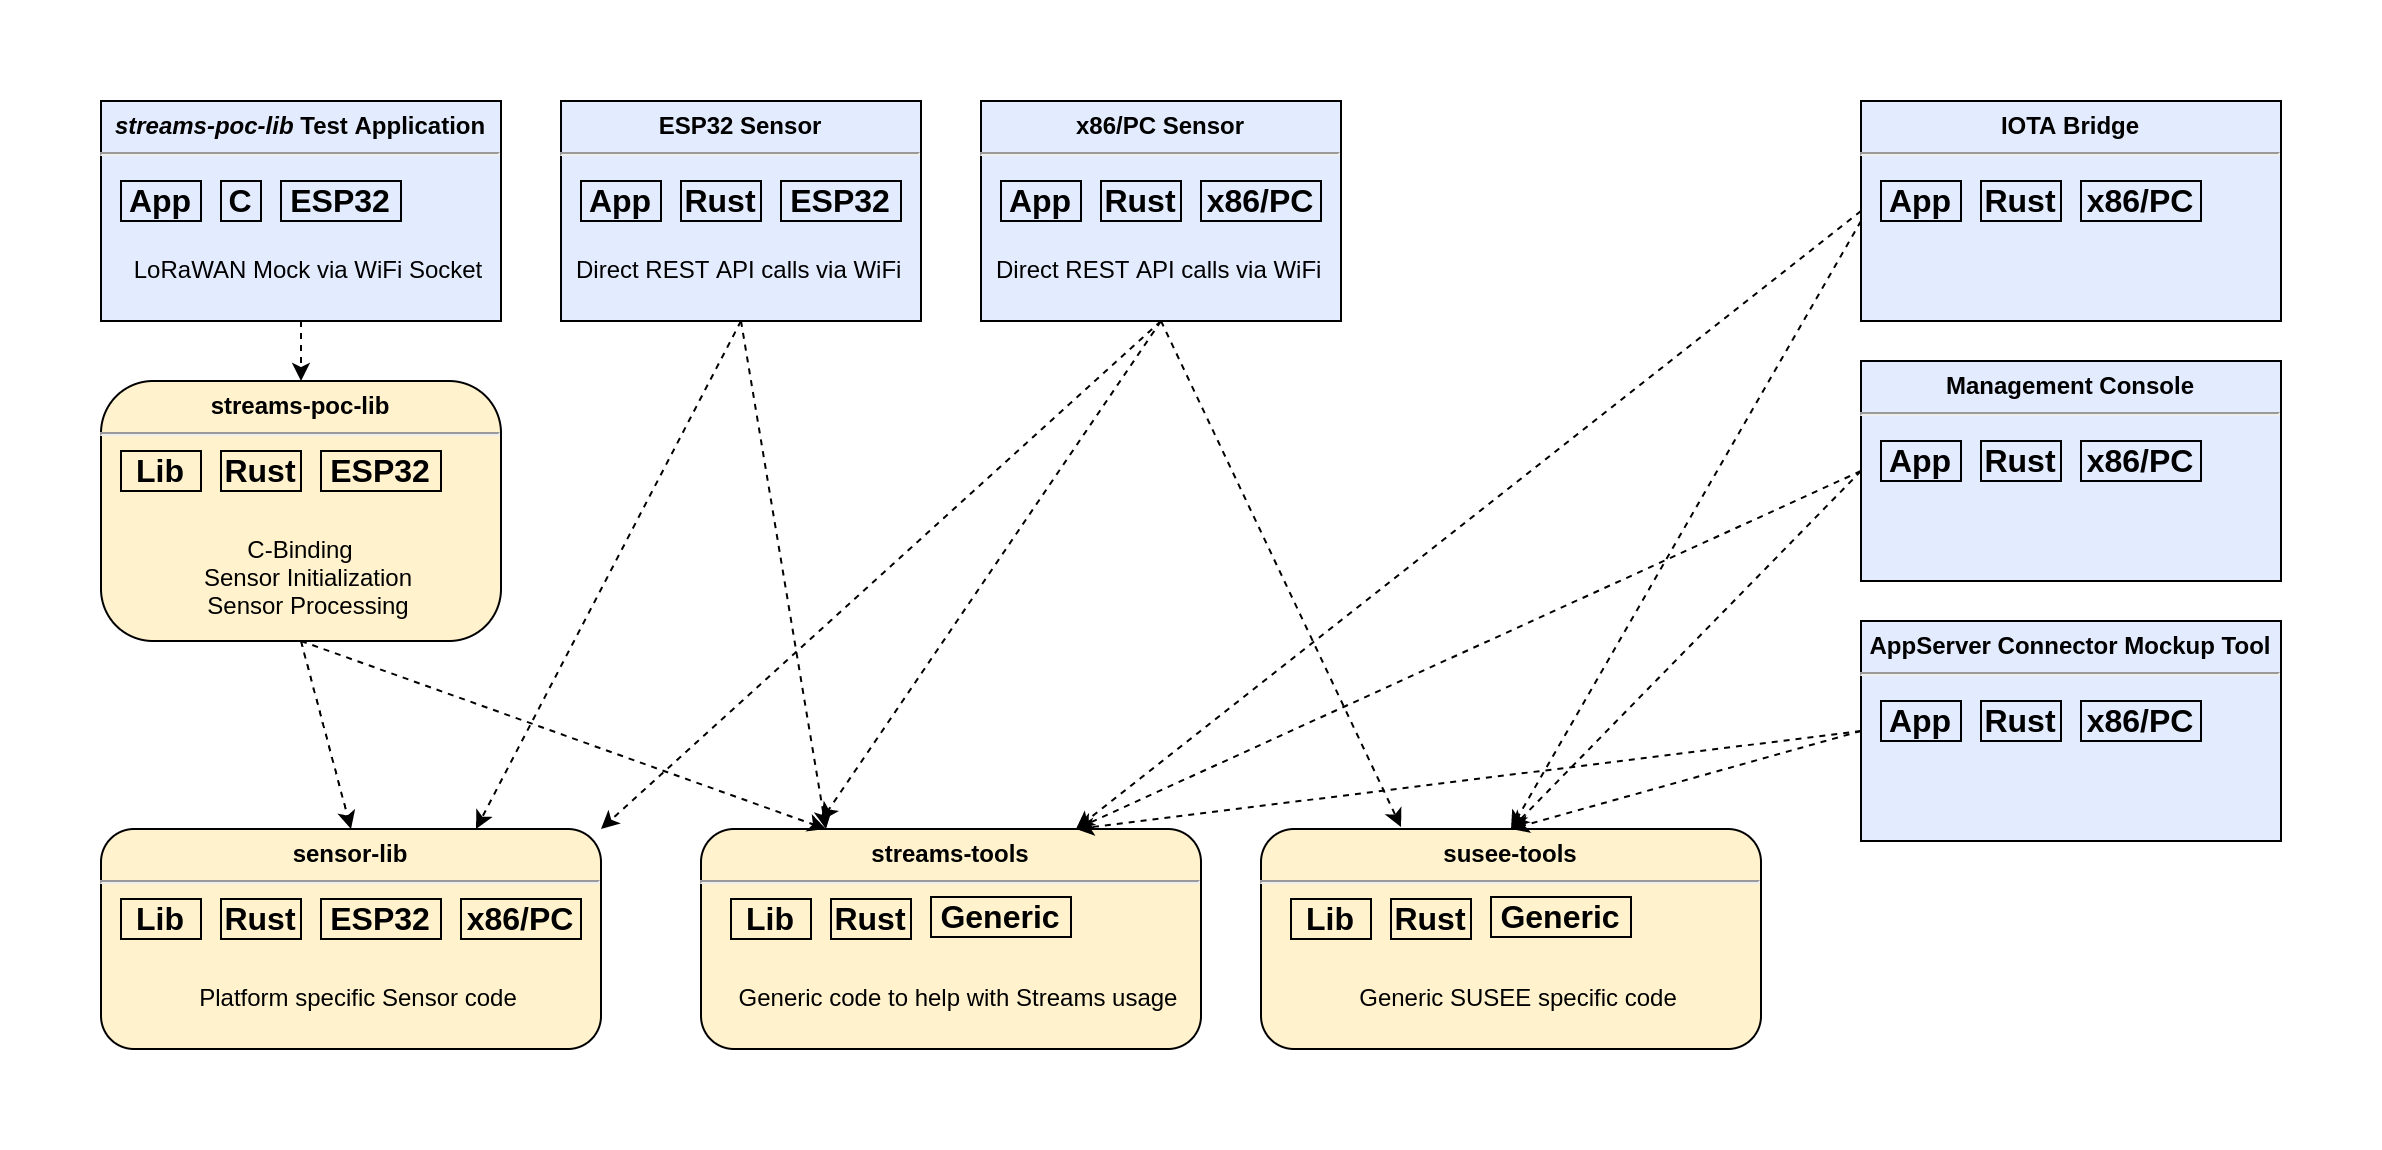 streams-poc-lib Test Application
App C ESP32
LoRaWAN Mock via WiFi Socket
ESP32 Sensor
App Rust ESP32
Direct REST API calls via WiFi
x86/PC Sensor
App Rust x86/PC
Direct REST API calls via WiFi
IOTA Bridge
App Rust x86/PC
streams-poc-lib
Lib Rust ESP32
C-Binding
Sensor Initialization
Sensor Processing
Management Console
App Rust x86/PC
AppServer Connector Mockup Tool
App Rust x86/PC
sensor-lib
Lib Rust ESP32 x86/PC
Platform specific Sensor code
streams-tools
Lib Rust Generic
Generic code to help with Streams usage
susee-tools
Lib Rust Generic
Generic SUSEE specific code